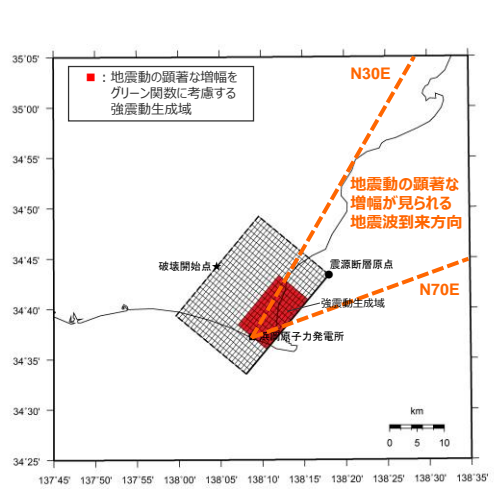 ■：地震動の顕著な増幅を
グリーン関数に考慮する
強震動生成域
N30E
地震動の顕著な
増幅が見られる
地震波到来方向
N70E
破壊開始点
震源断層原点
強震動生成域
原子力発電所
km
0 5 10
35˚05'
35˚00'
34˚55'
34˚50'
34˚45'
34˚40'
34˚35'
34˚30'
34˚25'
137˚45' 137˚50' 137˚55' 138˚00' 138˚05' 138˚10' 138˚15' 138˚20' 138˚25' 138˚30' 138˚35'